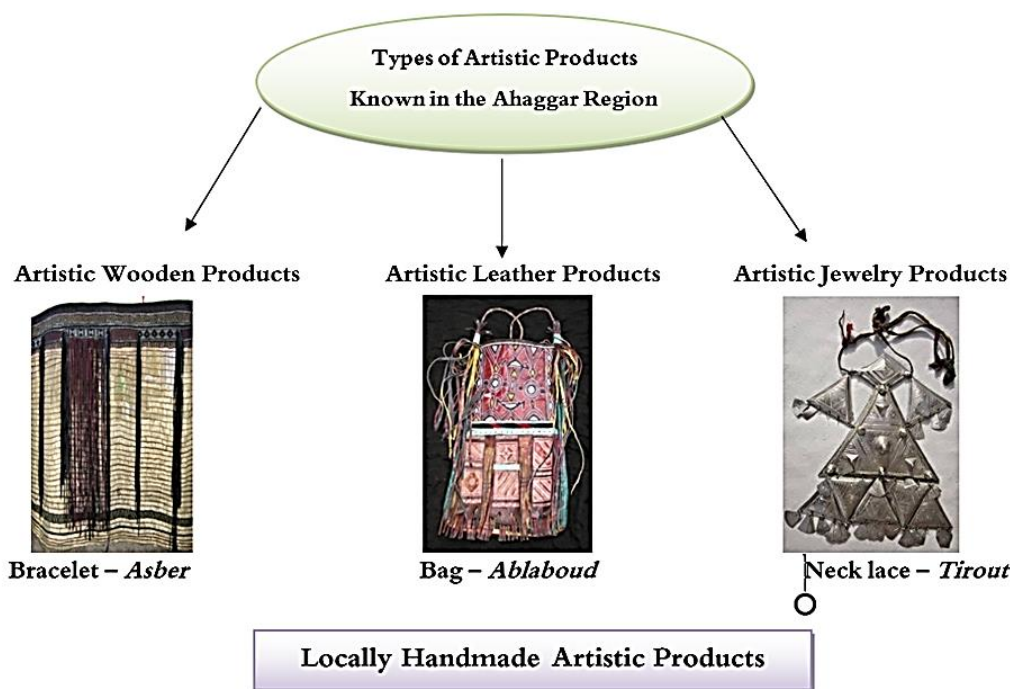 Types of Artistic Products
Known in the Ahaggar Region
Artistic Wooden Products
Artistic Leather Products
Artistic Jewelry Products
Bracelet – Asber
Bag – Ablaboud
Neck lace – Tirout
Locally Handmade Artistic Products